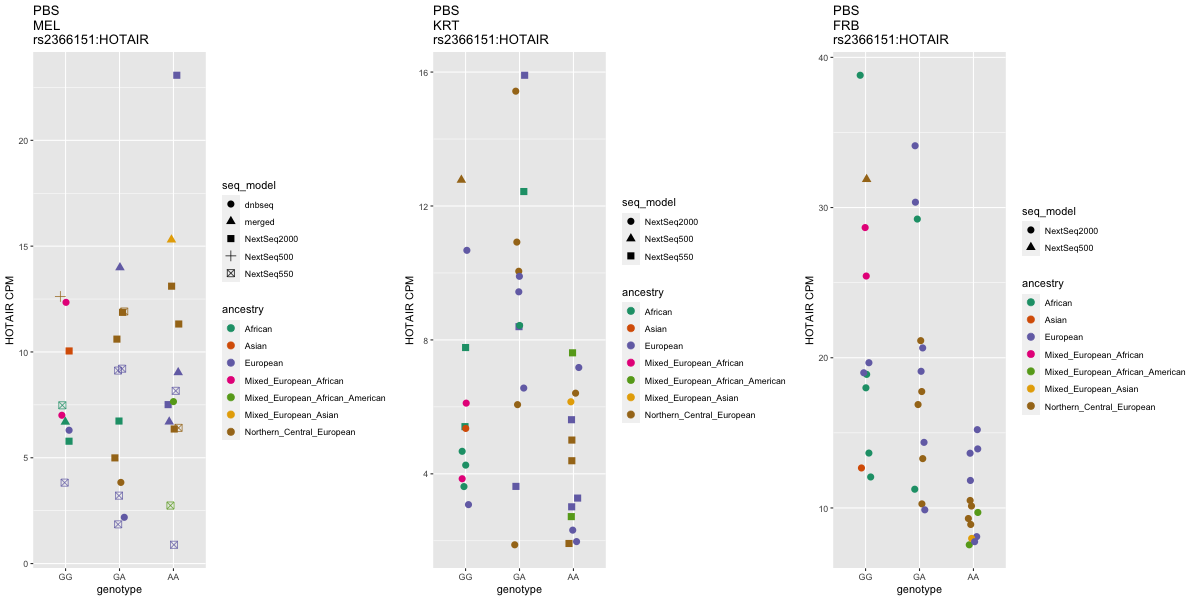 PBS
MEL
rs2366151:HOTAIR
HOTAIR CPM
20
15
10
5
0
GG
GA
AA
genotype
seq_model
dnbseq
merged
NextSeq2000
NextSeq500
NextSeq550
ancestry
African
Asian
European
Mixed_European_African
Mixed_European_African_American
Mixed_European_Asian
Northern_Central_European
PBS
KRT
rs2366151:HOTAIR
HOTAIR CPM
16
12
8
4
GG
GA
AA
genotype
seq_model
NextSeq2000
NextSeq500
NextSeq550
ancestry
African
Asian
European
Mixed_European_African
Mixed_European_African_American
Mixed_European_Asian
Northern_Central_European
PBS
FRB
rs2366151:HOTAIR
HOTAIR CPM
40
30
20
10
GG
GA
AA
genotype
seq_model
NextSeq2000
NextSeq500
ancestry
African
Asian
European
Mixed_European_African
Mixed_European_African_American
Mixed_European_Asian
Northern_Central_European